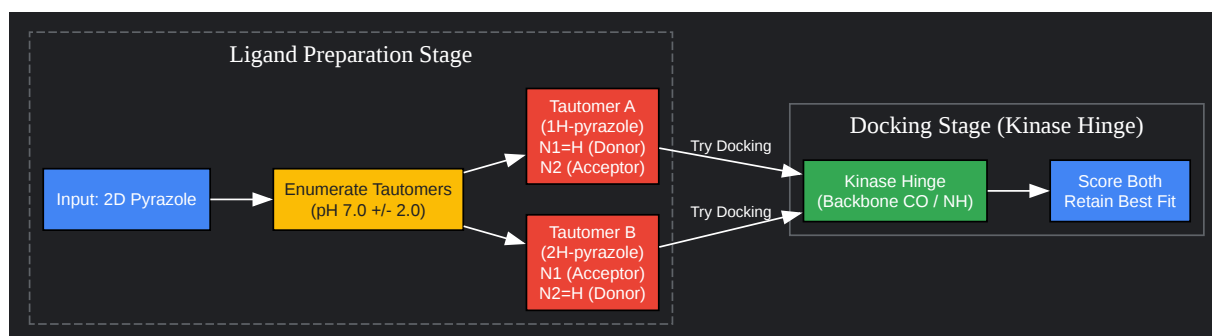 Ligand Preparation Stage
Input: 2D Pyrazole
Enumerate Tautomers
(pH 7.0 +/- 2.0)
Tautomer A
(1H-pyrazole)
N1=H (Donor)
N2 (Acceptor)
Tautomer B
(2H-pyrazole)
N1 (Acceptor)
N2=H (Donor)
Try Docking
Try Docking
Docking Stage (Kinase Hinge)
Kinase Hinge
(Backbone CO / NH)
Score Both
Retain Best Fit